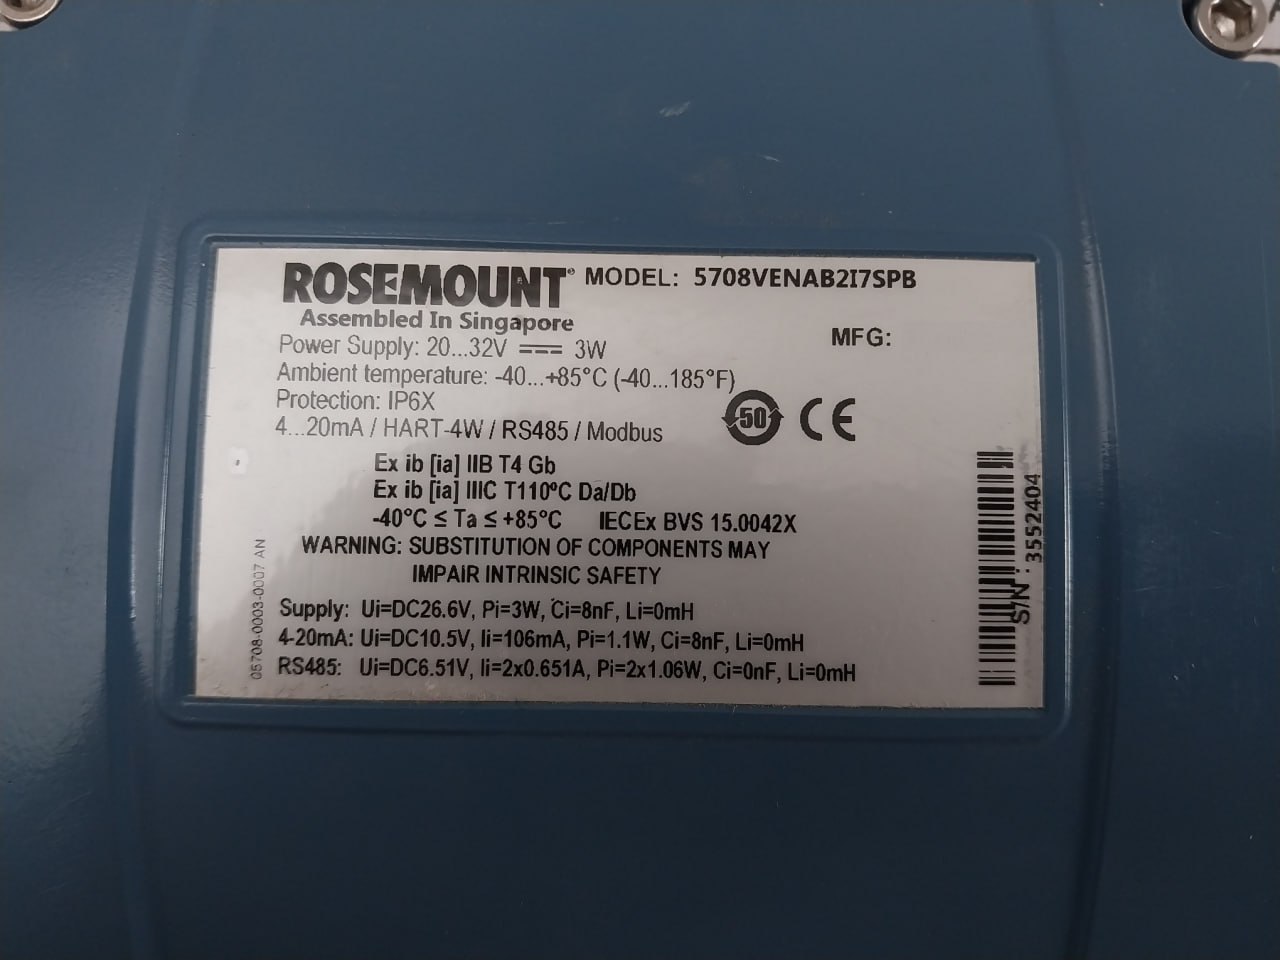 ROSEMOUNT® MODEL: 5708VENAB2I7SPB
Assembled In Singapore
MFG:
Power Supply: 20...32V ⎓ 3W
Ambient temperature: -40...+85°C (-40...185°F)
Protection: IP6X
4...20mA / HART-4W / RS485 / Modbus
50 CE
Ex ib [ia] IIB T4 Gb
Ex ib [ia] IIIC T110°C Da/Db
-40°C ≤ Ta ≤ +85°C IECEx BVS 15.0042X
WARNING: SUBSTITUTION OF COMPONENTS MAY
IMPAIR INTRINSIC SAFETY
Supply: Ui=DC26.6V, Pi=3W, Ci=8nF, Li=0mH
4-20mA: Ui=DC10.5V, Ii=106mA, Pi=1.1W, Ci=8nF, Li=0mH
RS485: Ui=DC6.51V, Ii=2x0.651A, Pi=2x1.06W, Ci=0nF, Li=0mH
05708-0003-0007 AN
S/N: 3552404